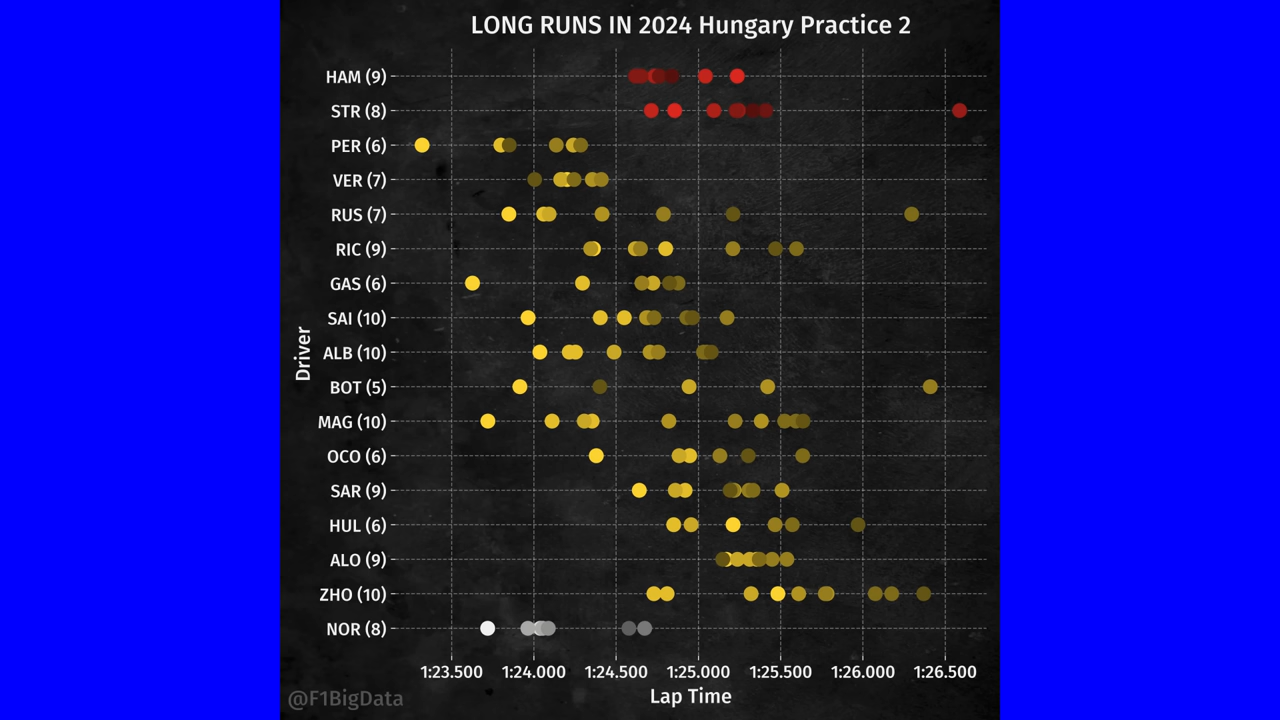 LONG RUNS IN 2024 Hungary Practice 2
HAM (9)
STR (8)
PER (6)
VER (7)
RUS (7)
RIC (9)
GAS (6)
SAI (10)
ALB (10)
BOT (5)
MAG (10)
OCO (6)
SAR (9)
HUL (6)
ALO (9)
ZHO (10)
NOR (8)
Driver
1:23.500 1:24.000 1:24.500 1:25.000 1:25.500 1:26.000 1:26.500
Lap Time
@F1BigData